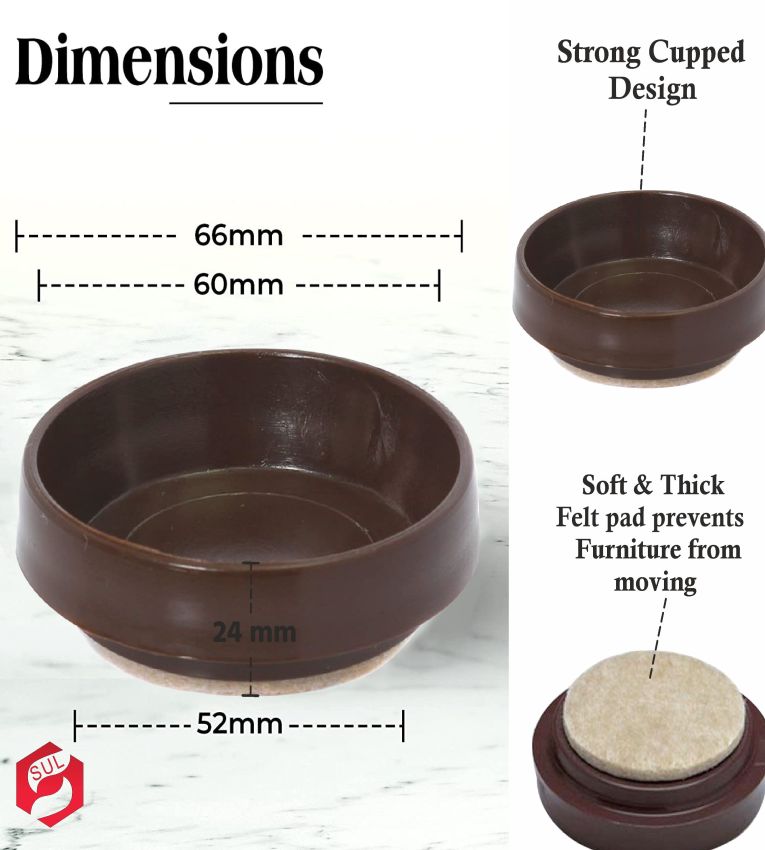 Dimensions
66mm
60mm
24 mm
52mm
SUL
Strong Cupped
Design
Soft & Thick
Felt pad prevents
Furniture from
moving